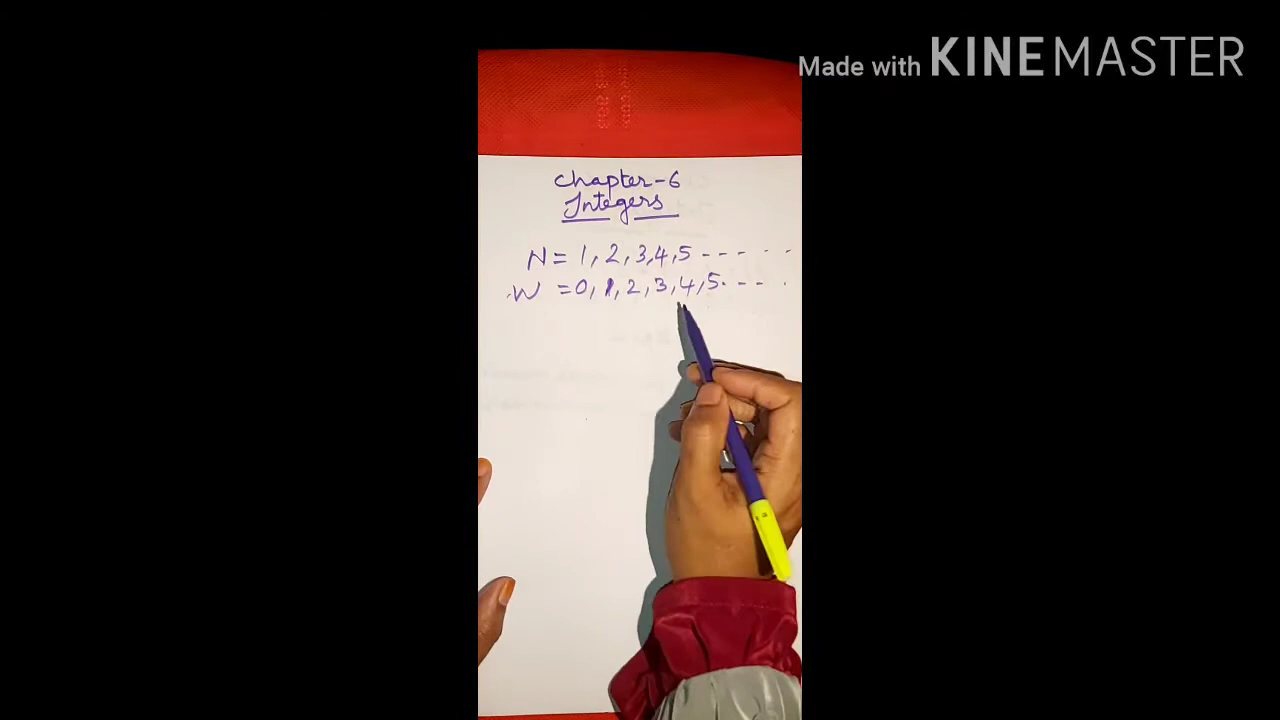 Made with KINEMASTER
Chapter-6
Integers
N = 1, 2, 3, 4, 5 - - - - - -
W = 0, 1, 2, 3, 4, 5. - - - .